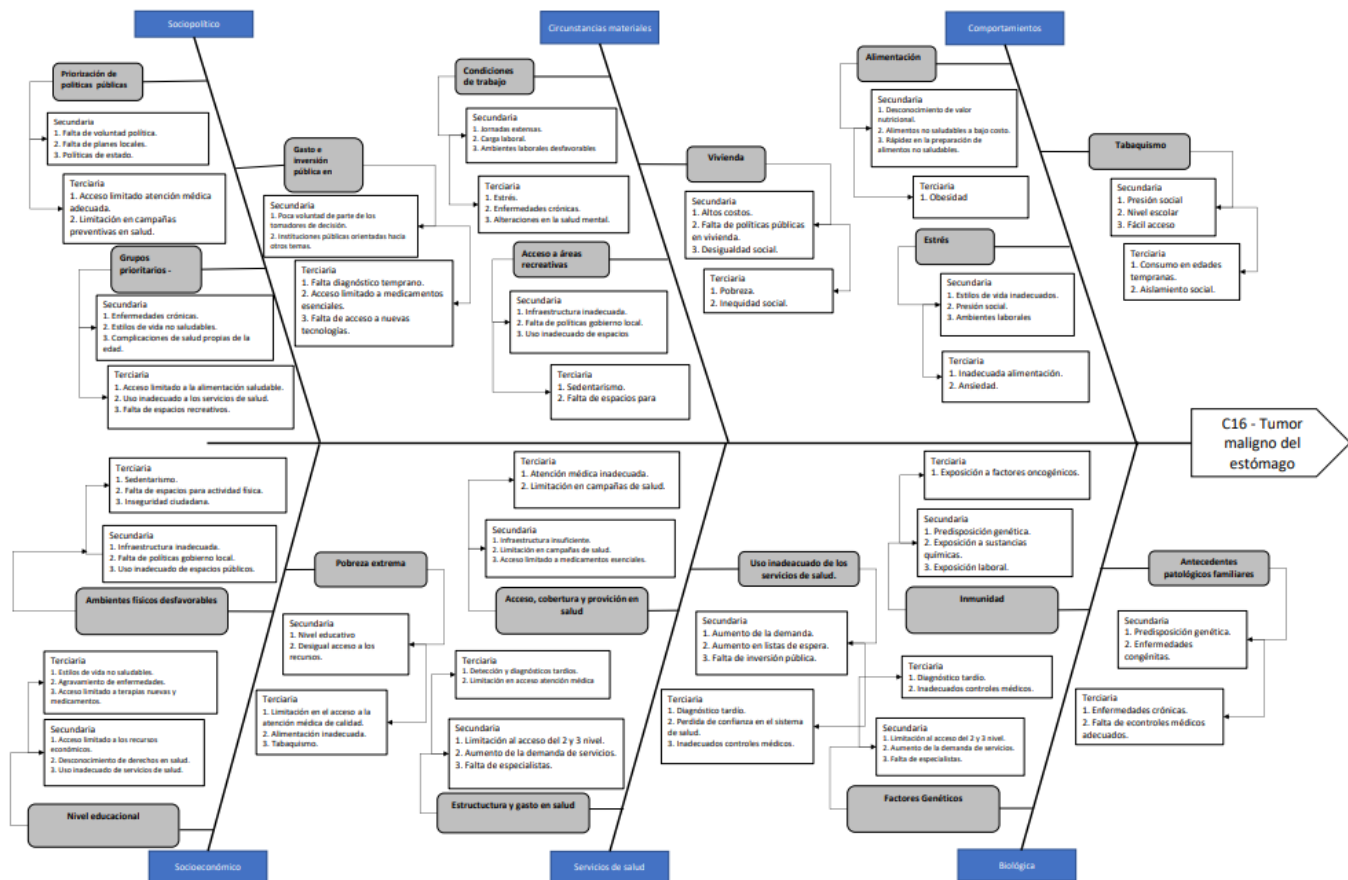 Sociopolítico
Priorización de
políticas públicas
Secundaria
1. Falta de voluntad política.
2. Falta de planes locales.
3. Políticas de estado.
Terciaria
1. Acceso limitado atención médica
adecuada.
2. Limitación en campañas
preventivas en salud.
Gasto e
inversión
pública en
Secundaria
1. Poca voluntad de parte de los
tomadores de decisión.
2. Instituciones públicas orientadas hacia
otros temas.
Terciaria
1. Falta diagnóstico temprano.
2. Acceso limitado a medicamentos
esenciales.
3. Falta de acceso a nuevas
tecnologías.
Grupos
prioritarios -
Secundaria
1. Enfermedades crónicas.
2. Estilos de vida no saludables.
3. Complicaciones de salud propias de la
edad.
Terciaria
1. Acceso limitado a la alimentación saludable.
2. Uso inadecuado a los servicios de salud.
3. Falta de espacios recreativos.
Circunstancias materiales
Condiciones
de trabajo
Secundaria
1. Jornadas extensas.
2. Carga laboral.
3. Ambientes laborales desfavorables
Terciaria
1. Estrés.
2. Enfermedades crónicas.
3. Alteraciones en la salud mental.
Vivienda
Secundaria
1. Altos costos.
2. Falta de políticas públicas
en vivienda.
3. Desigualdad social.
Terciaria
1. Pobreza.
2. Inequidad social.
Acceso a áreas
recreativas
Secundaria
1. Infraestructura inadecuada.
2. Falta de políticas gobierno local.
3. Uso inadecuado de espacios
Terciaria
1. Sedentarismo.
2. Falta de espacios para
Comportamientos
Alimentación
Secundaria
1. Desconocimiento de valor
nutricional.
2. Alimentos no saludables a bajo costo.
3. Rápidez en la preparación de
alimentos no saludables.
Terciaria
1. Obesidad
Tabaquismo
Secundaria
1. Presión social
2. Nivel escolar
3. Fácil acceso
Terciaria
1. Consumo en edades
tempranas.
2. Aislamiento social.
Estrés
Secundaria
1. Estilos de vida inadecuados.
2. Presión social.
3. Ambientes laborales
Terciaria
1. Inadecuada alimentación.
2. Ansiedad.
C16 - Tumor
maligno del
estómago
Terciaria
1. Sedentarismo.
2. Falta de espacios para actividad física.
3. Inseguridad ciudadana.
Secundaria
1. Infraestructura inadecuada.
2. Falta de políticas gobierno local.
3. Uso inadecuado de espacios públicos.
Ambientes físicos desfavorables
Pobreza extrema
Secundaria
1. Nivel educativo
2. Desigual acceso a los
recursos.
Terciaria
1. Limitación en el acceso a la
atención médica de calidad.
2. Alimentación inadecuada.
3. Tabaquismo.
Terciaria
1. Estilos de vida no saludables.
2. Agravamiento de enfermedades.
3. Acceso limitado a terapias nuevas y
medicamentos.
Secundaria
1. Acceso limitado a los recursos
económicos.
2. Desconocimiento de derechos en salud.
3. Uso inadecuado de servicios de salud.
Nivel educacional
Socioeconómico
Terciaria
1. Atención médica inadecuada.
2. Limitación en campañas de salud.
Secundaria
1. Infraestructura insuficiente.
2. Limitación en campañas de salud.
3. Acceso limitado a medicamentos esenciales.
Acceso, cobertura y provición en
salud
Uso inadeacuado de los
servicios de salud.
Secundaria
1. Aumento de la demanda.
2. Aumento en listas de espera.
3. Falta de inversión pública.
Terciaria
1. Diagnóstico tardío.
2. Perdida de confianza en el sistema
de salud.
3. Inadecuados controles médicos.
Terciaria
1. Detección y diagnósticos tardíos.
2. Limitación en acceso atención médica
Secundaria
1. Limitación al acceso del 2 y 3 nivel.
2. Aumento de la demanda de servicios.
3. Falta de especialistas.
Estructuctura y gasto en salud
Servicios de salud
Terciaria
1. Exposición a factores oncogénicos.
Secundaria
1. Predisposición genética.
2. Exposición a sustancias
químicas.
3. Exposición laboral.
Inmunidad
Antecedentes
patológicos familiares
Secundaria
1. Predisposición genética.
2. Enfermedades
congénitas.
Terciaria
1. Enfermedades crónicas.
2. Falta de econtroles médicos
adecuados.
Terciaria
1. Diagnóstico tardío.
2. Inadecuados controles médicos.
Secundaria
1. Limitación al acceso del 2 y 3 nivel.
2. Aumento de la demanda de servicios.
3. Falta de especialistas.
Factores Genéticos
Biológica